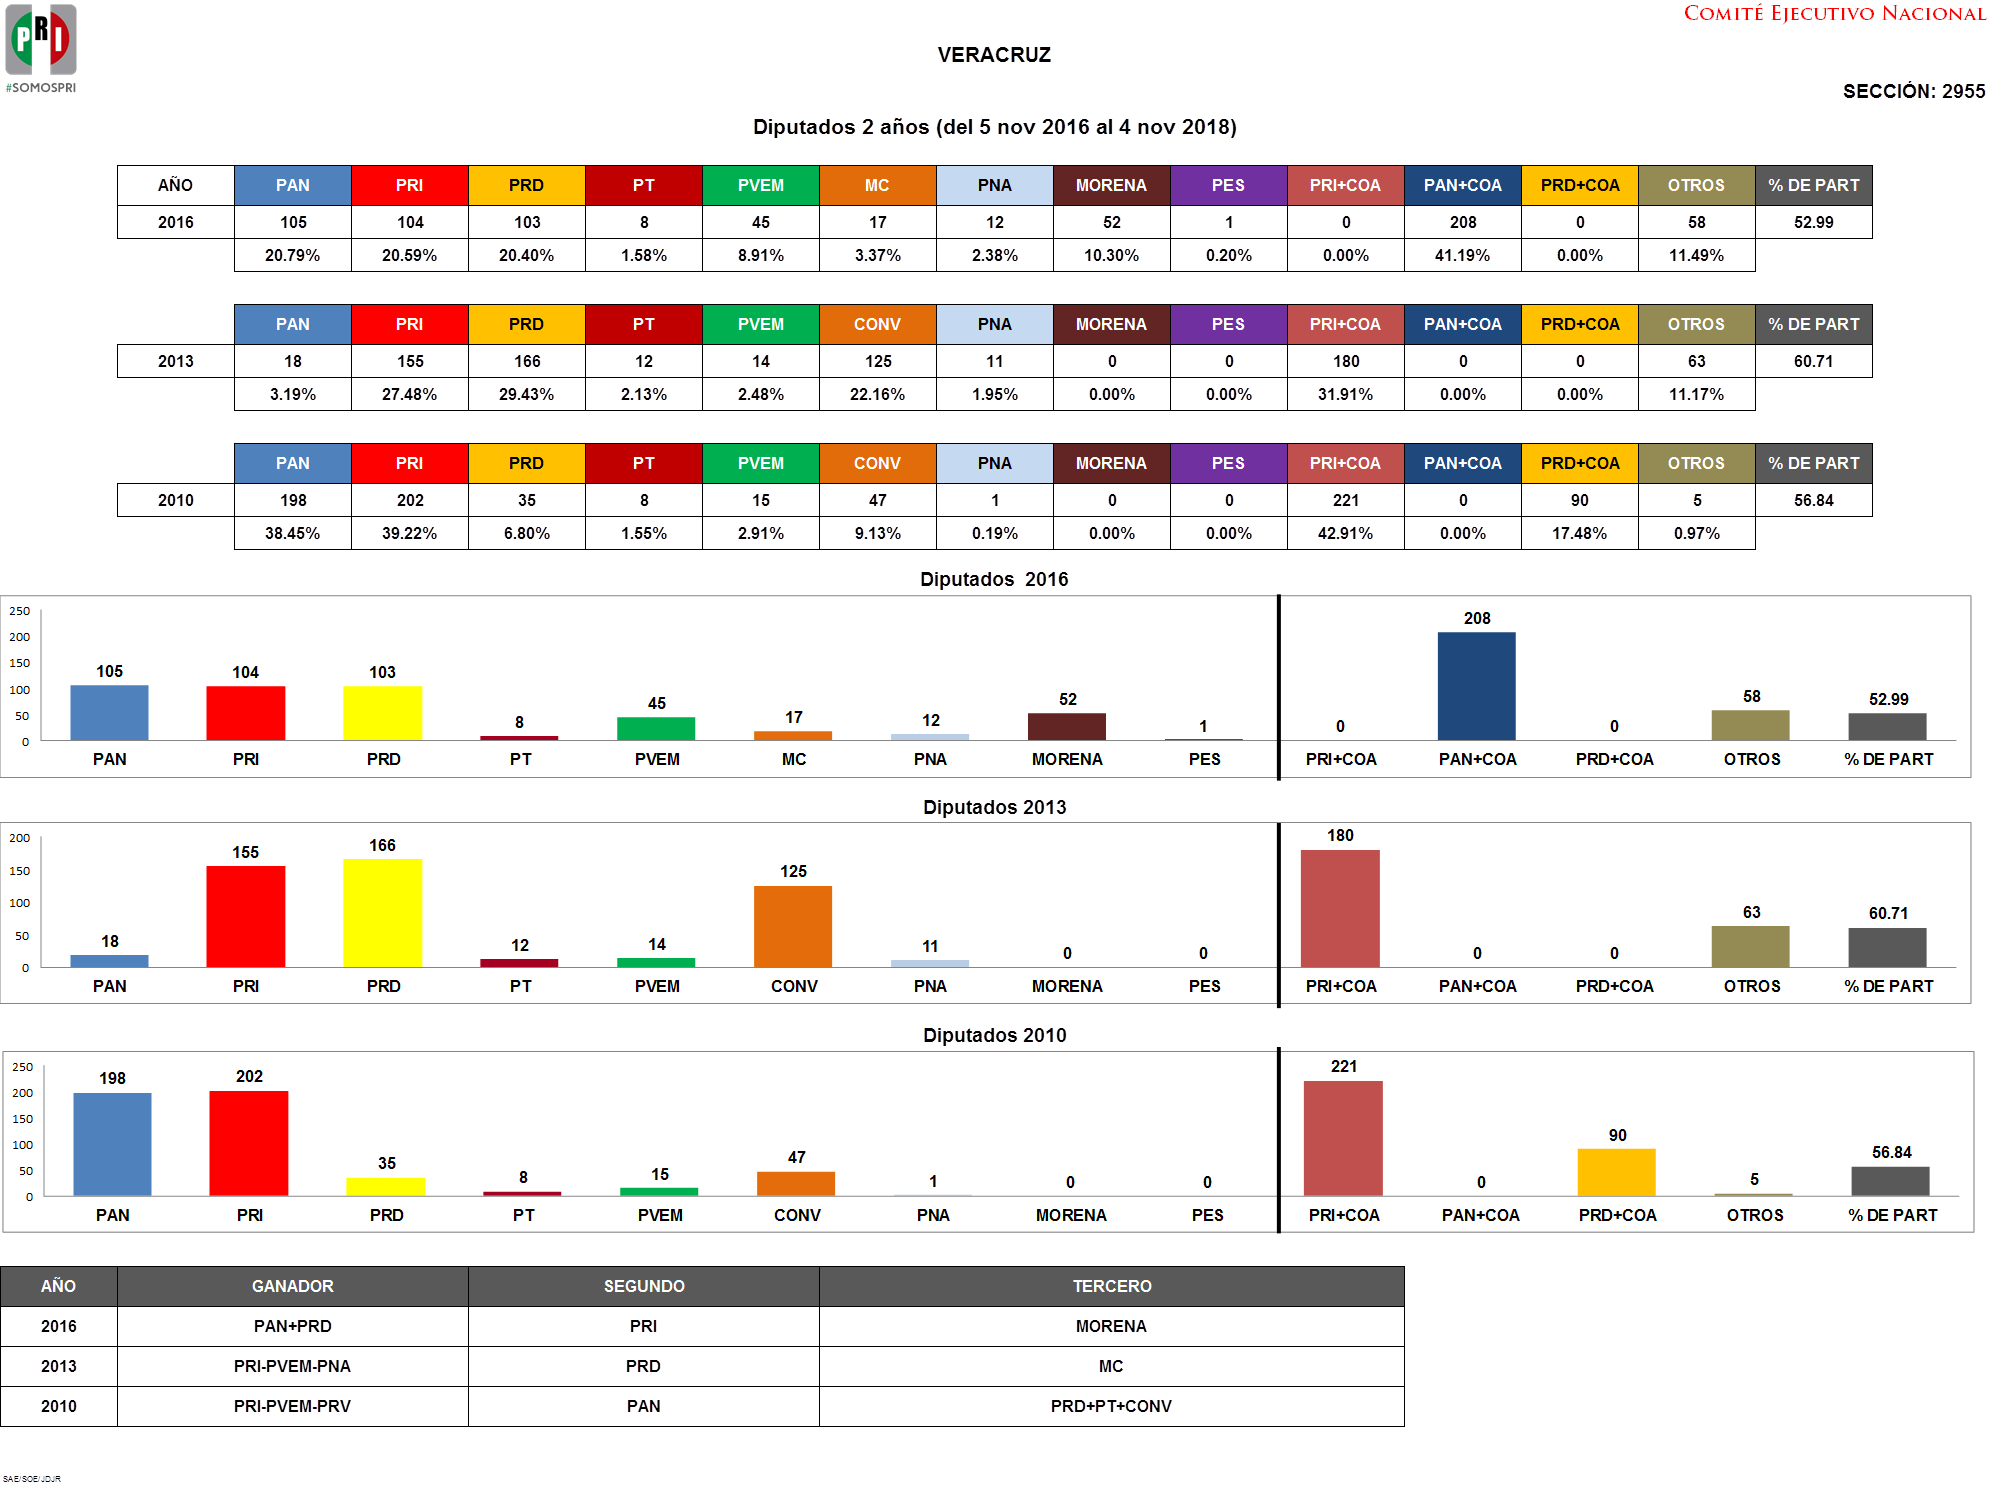 PRI
#SOMOSPRI
COMITÉ EJECUTIVO NACIONAL
VERACRUZ
SECCIÓN: 2955
Diputados 2 años (del 5 nov 2016 al 4 nov 2018)
AÑO PAN PRI PRD PT PVEM MC PNA MORENA PES PRI+COA PAN+COA PRD+COA OTROS % DE PART
2016 105 104 103 8 45 17 12 52 1 0 208 0 58 52.99
20.79% 20.59% 20.40% 1.58% 8.91% 3.37% 2.38% 10.30% 0.20% 0.00% 41.19% 0.00% 11.49%
PAN PRI PRD PT PVEM CONV PNA MORENA PES PRI+COA PAN+COA PRD+COA OTROS % DE PART
2013 18 155 166 12 14 125 11 0 0 180 0 0 63 60.71
3.19% 27.48% 29.43% 2.13% 2.48% 22.16% 1.95% 0.00% 0.00% 31.91% 0.00% 0.00% 11.17%
PAN PRI PRD PT PVEM CONV PNA MORENA PES PRI+COA PAN+COA PRD+COA OTROS % DE PART
2010 198 202 35 8 15 47 1 0 0 221 0 90 5 56.84
38.45% 39.22% 6.80% 1.55% 2.91% 9.13% 0.19% 0.00% 0.00% 42.91% 0.00% 17.48% 0.97%
Diputados 2016
250
200
150
100
50
0
105 104 103 8 45 17 12 52 1 0 208 0 58 52.99
PAN PRI PRD PT PVEM MC PNA MORENA PES PRI+COA PAN+COA PRD+COA OTROS % DE PART
Diputados 2013
200
150
100
50
0
18 155 166 12 14 125 11 0 0 180 0 0 63 60.71
PAN PRI PRD PT PVEM CONV PNA MORENA PES PRI+COA PAN+COA PRD+COA OTROS % DE PART
Diputados 2010
250
200
150
100
50
0
198 202 35 8 15 47 1 0 0 221 0 90 5 56.84
PAN PRI PRD PT PVEM CONV PNA MORENA PES PRI+COA PAN+COA PRD+COA OTROS % DE PART
AÑO GANADOR SEGUNDO TERCERO
2016 PAN+PRD PRI MORENA
2013 PRI-PVEM-PNA PRD MC
2010 PRI-PVEM-PRV PAN PRD+PT+CONV
SAE/SOE/JDJR